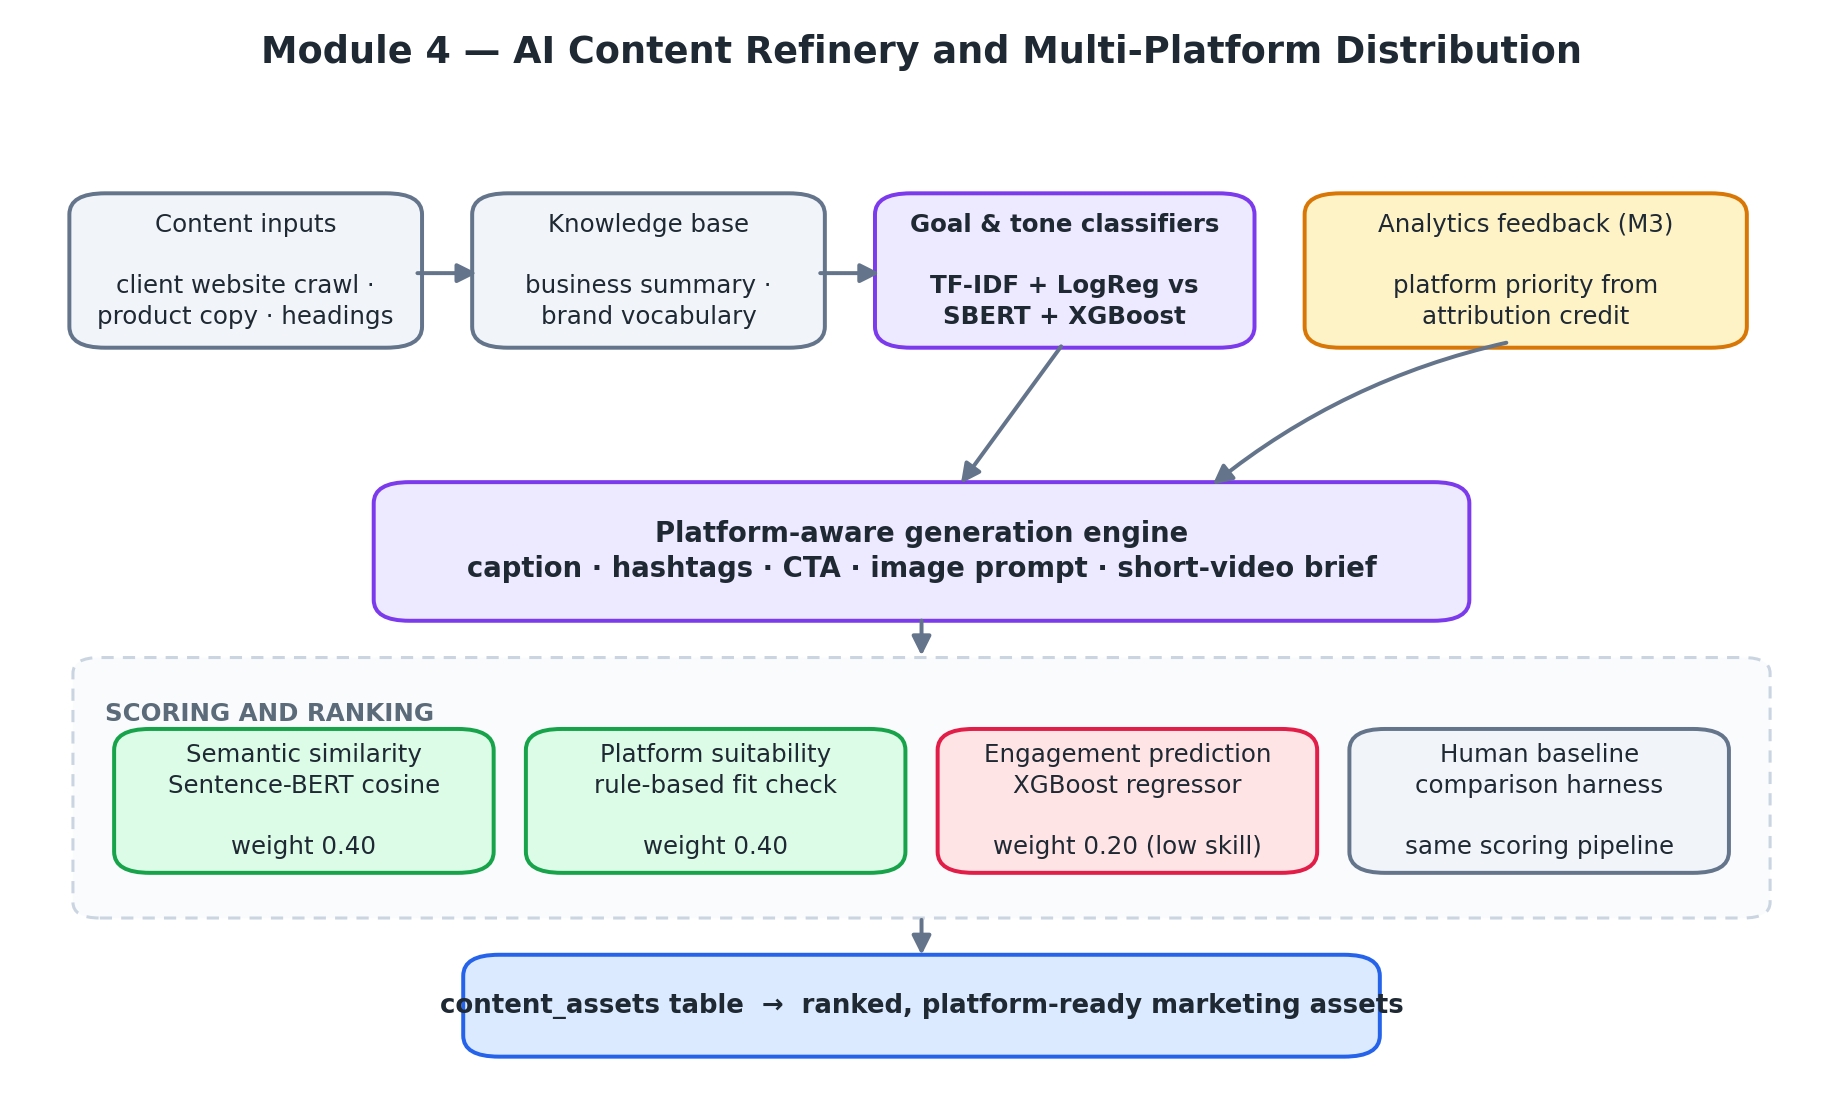 Module 4 — AI Content Refinery and Multi-Platform Distribution
Content inputs
client website crawl ·
product copy · headings
Knowledge base
business summary ·
brand vocabulary
Goal & tone classifiers
TF-IDF + LogReg vs
SBERT + XGBoost
Analytics feedback (M3)
platform priority from
attribution credit
Platform-aware generation engine
caption · hashtags · CTA · image prompt · short-video brief
SCORING AND RANKING
Semantic similarity
Sentence-BERT cosine
weight 0.40
Platform suitability
rule-based fit check
weight 0.40
Engagement prediction
XGBoost regressor
weight 0.20 (low skill)
Human baseline
comparison harness
same scoring pipeline
content_assets table → ranked, platform-ready marketing assets